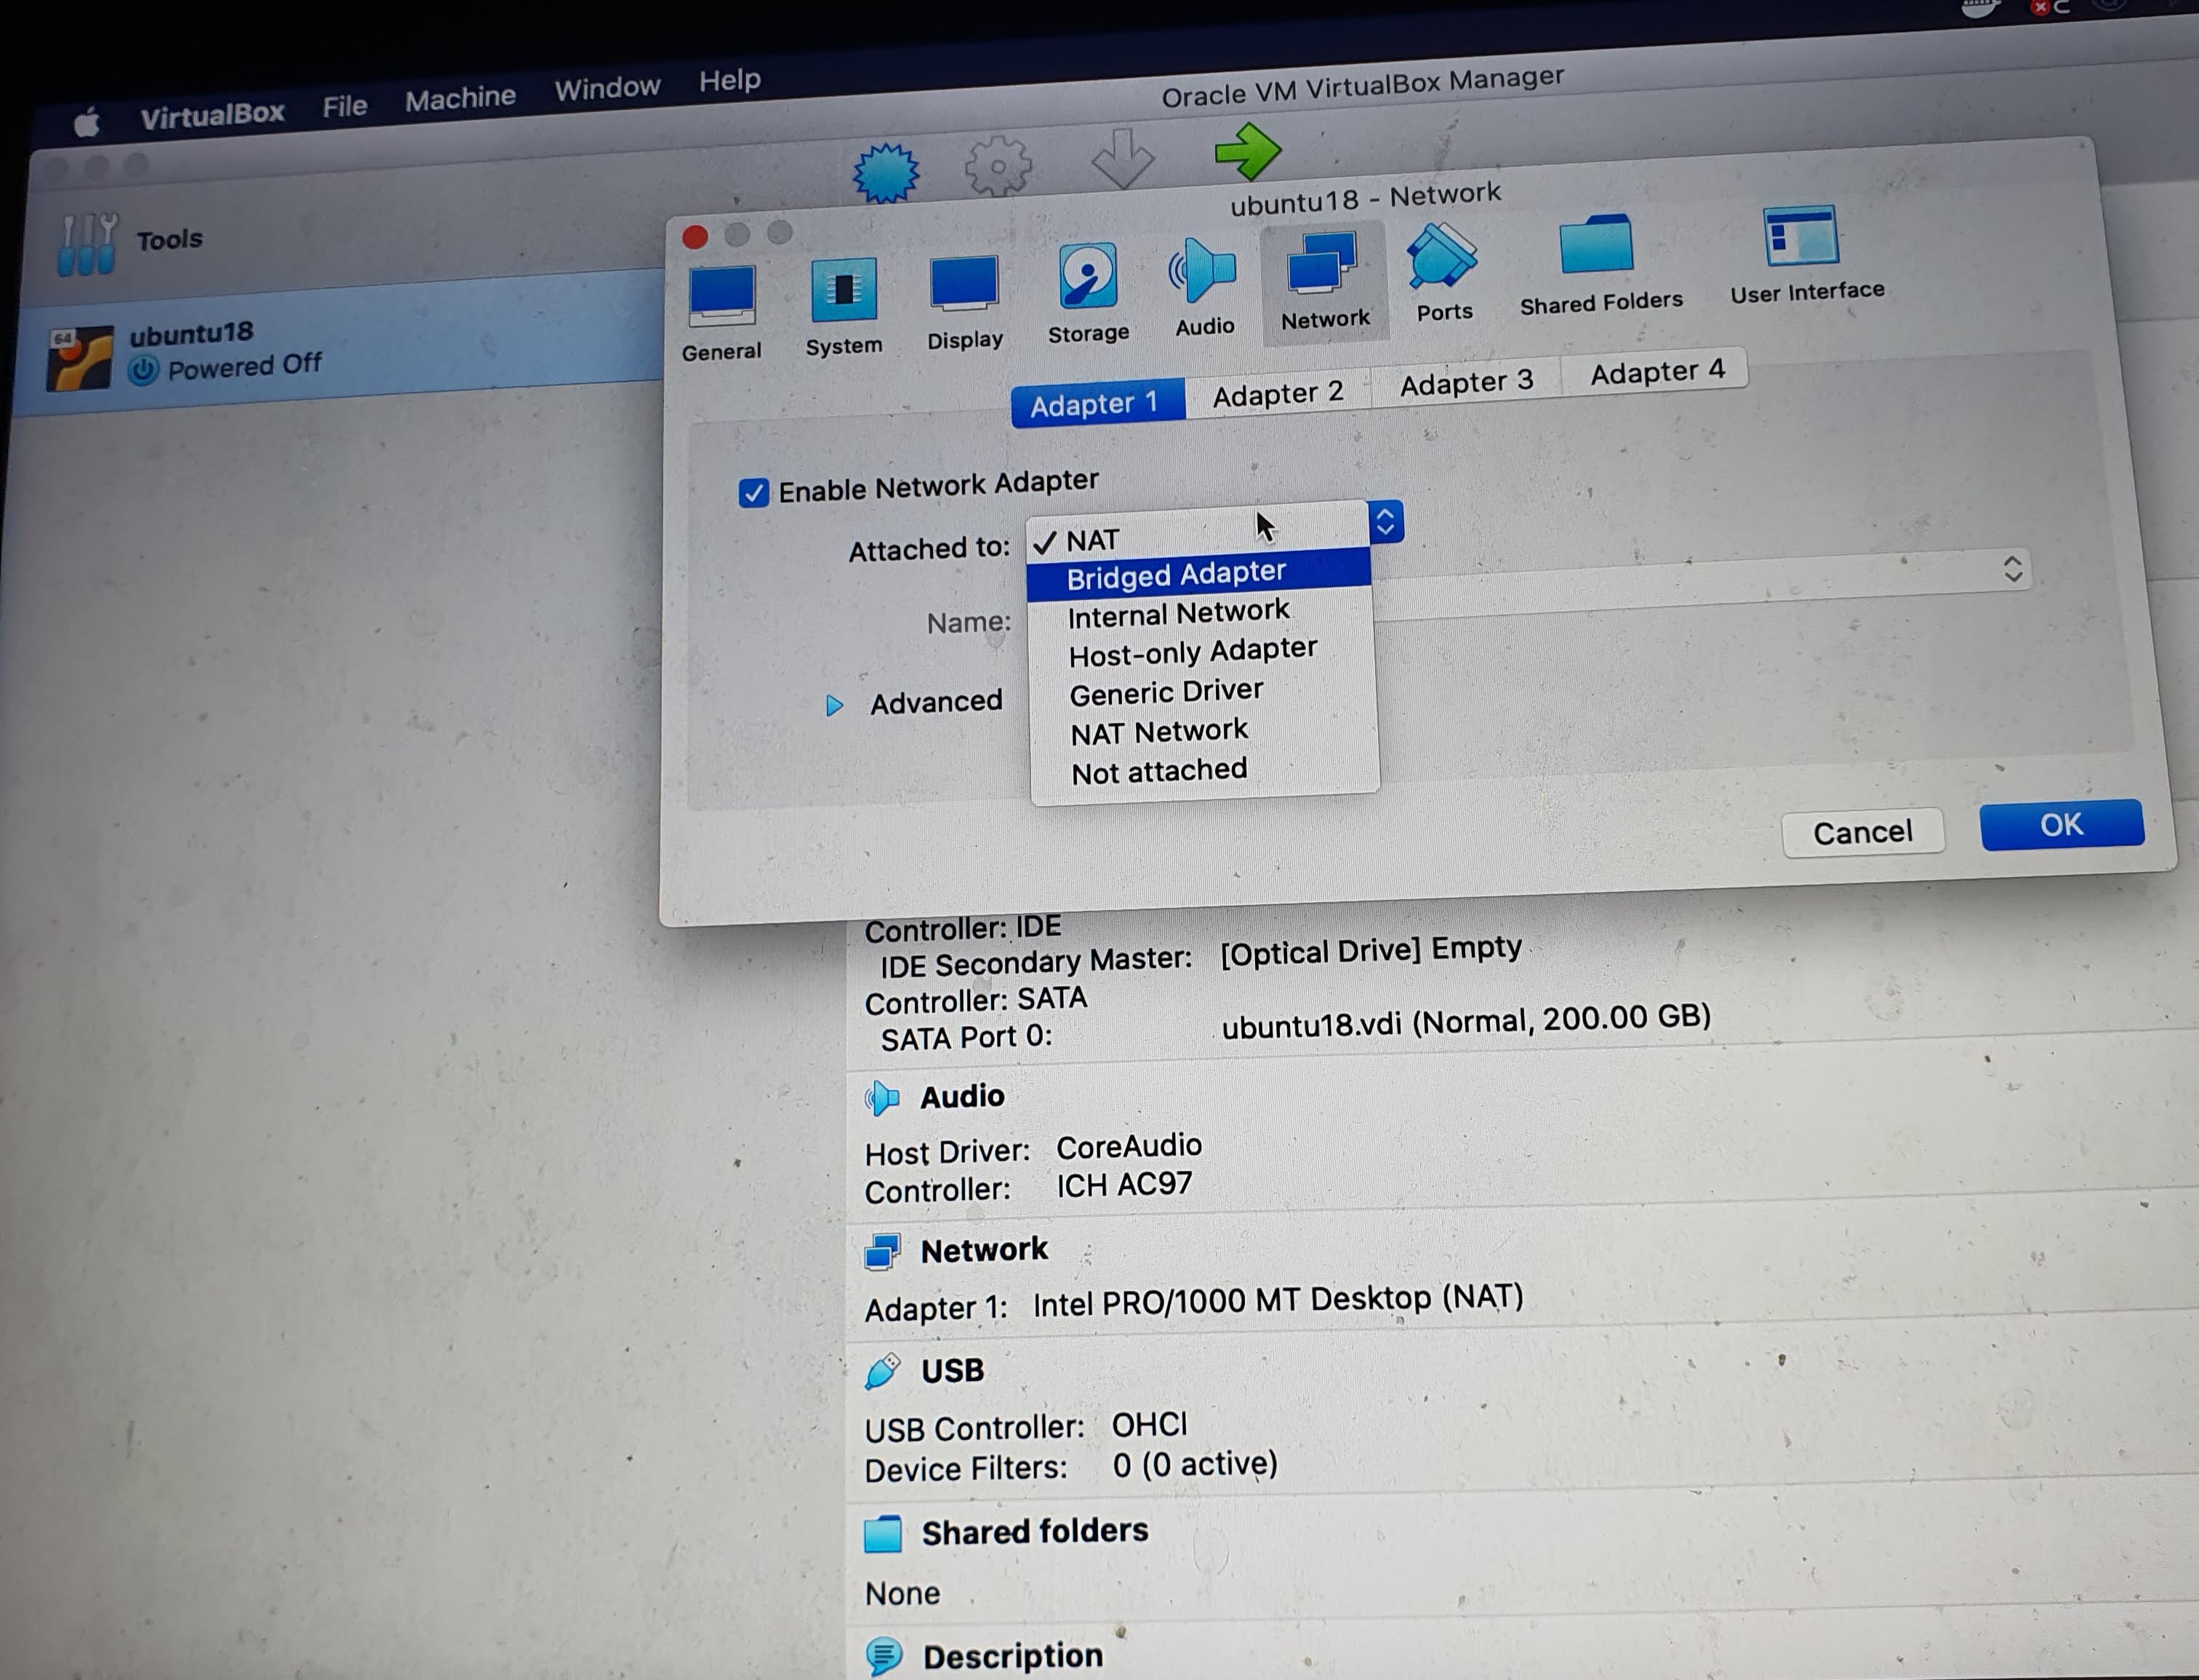 VirtualBox File Machine Window Help
Oracle VM VirtualBox Manager
Tools
64
ubuntu18
Powered Off
ubuntu18 - Network
General System Display Storage Audio Network Ports Shared Folders User Interface
Adapter 1 Adapter 2 Adapter 3 Adapter 4
Enable Network Adapter
Attached to: ✓ NAT
Bridged Adapter
Internal Network
Name:
Host-only Adapter
Generic Driver
Advanced
NAT Network
Not attached
Cancel OK
Controller: IDE
IDE Secondary Master: [Optical Drive] Empty
Controller: SATA
SATA Port 0: ubuntu18.vdi (Normal, 200.00 GB)
Audio
Host Driver: CoreAudio
Controller: ICH AC97
Network
Adapter 1: Intel PRO/1000 MT Desktop (NAT)
USB
USB Controller: OHCI
Device Filters: 0 (0 active)
Shared folders
None
Description